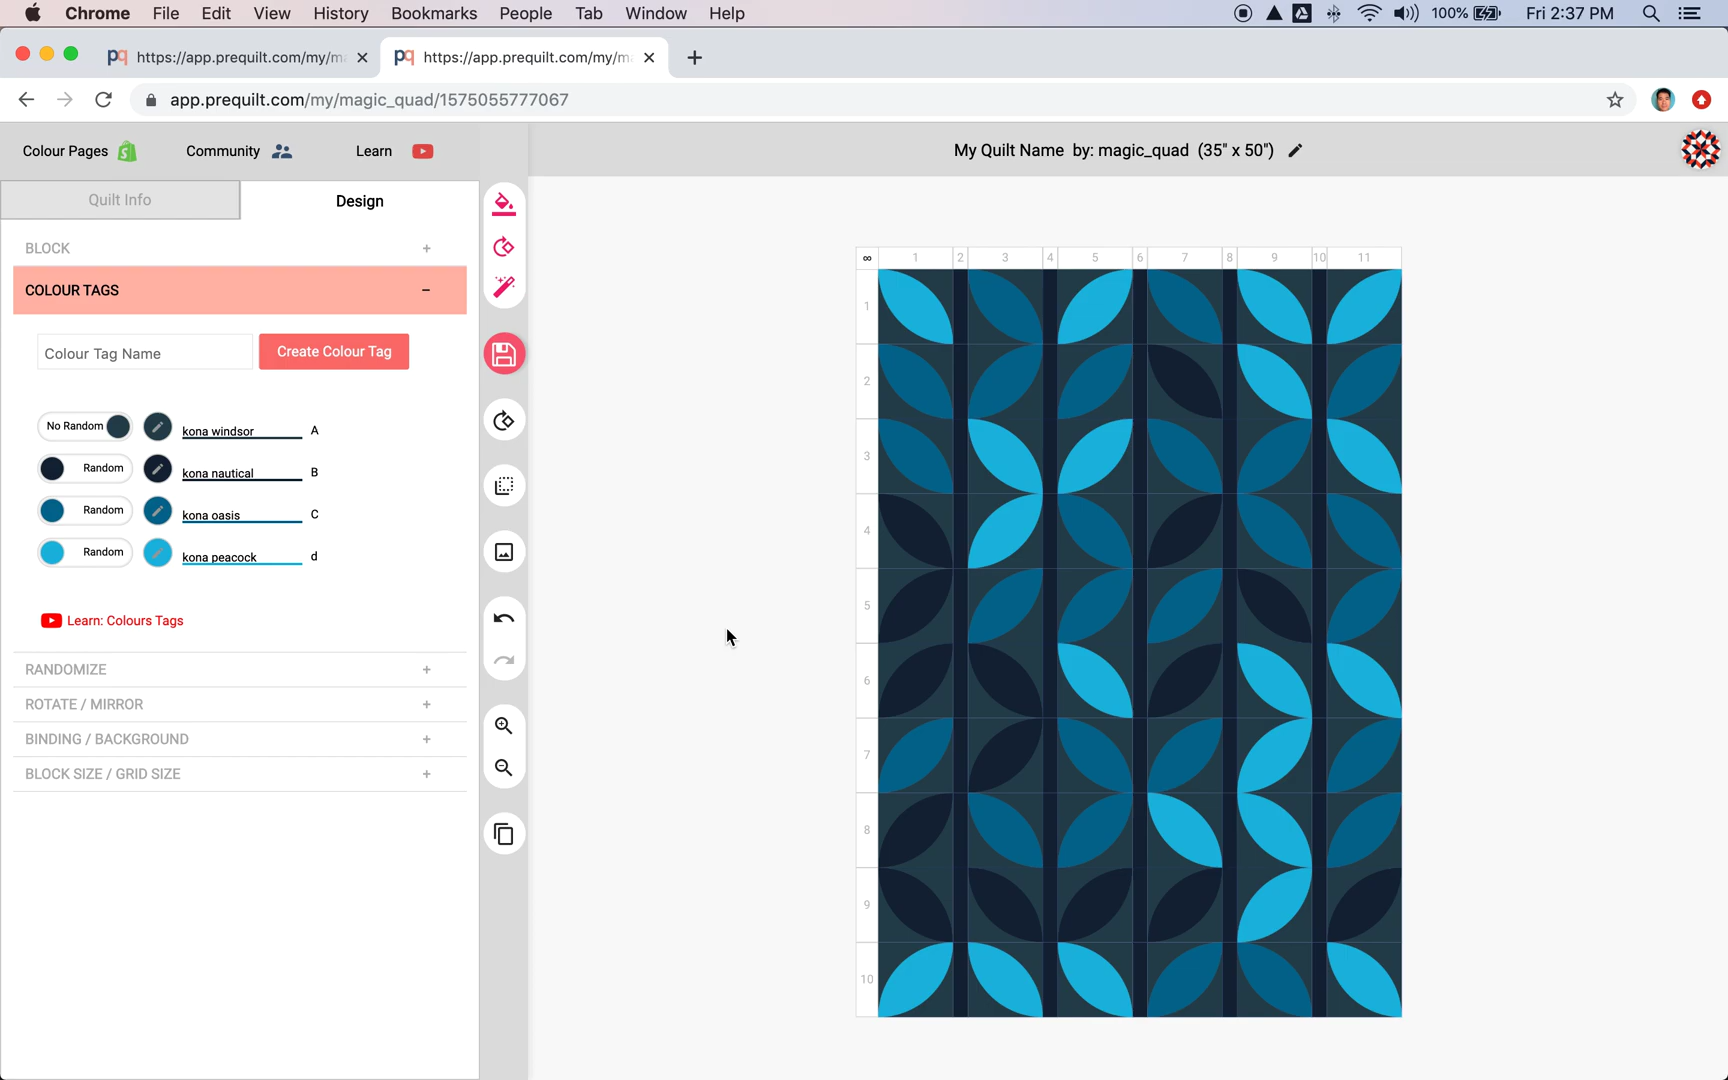 Chrome File Edit View History Bookmarks People Tab Window Help 100% Fri 2:37 PM
pq https://app.prequilt.com/my/m pq https://app.prequilt.com/my/m
app.prequilt.com/my/magic_quad/1575055777067
Colour Pages Community Learn My Quilt Name by: magic_quad (35" x 50")
Quilt Info Design
BLOCK +
COLOUR TAGS −
Colour Tag Name Create Colour Tag
No Random kona windsor A
Random kona nautical B
Random kona oasis C
Random kona peacock d
Learn: Colours Tags
RANDOMIZE +
ROTATE / MIRROR +
BINDING / BACKGROUND +
BLOCK SIZE / GRID SIZE +
∞ 1 2 3 4 5 6 7 8 9 10 11
1
2
3
4
5
6
7
8
9
10